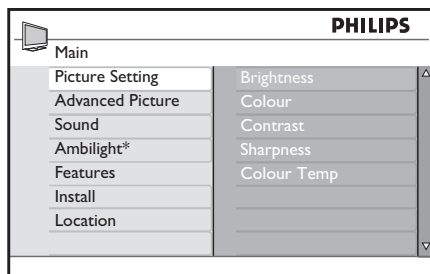 PHILIPS
Main
Picture Setting
Advanced Picture
Sound
Ambilight*
Features
Install
Location
Brightness
Colour
Contrast
Sharpness
Colour Temp